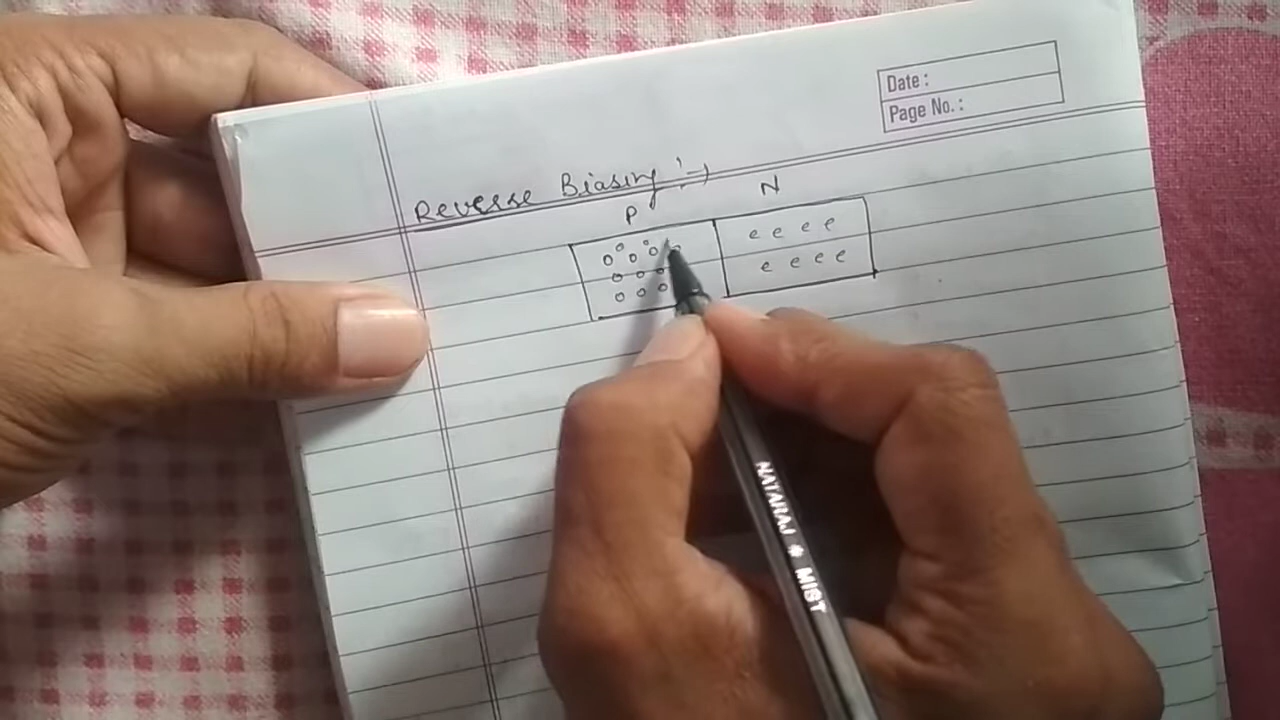 Date :
Page No. :
Reverse Biasing :-)
P N
e e e e
e e e e
NATARAJ MIST